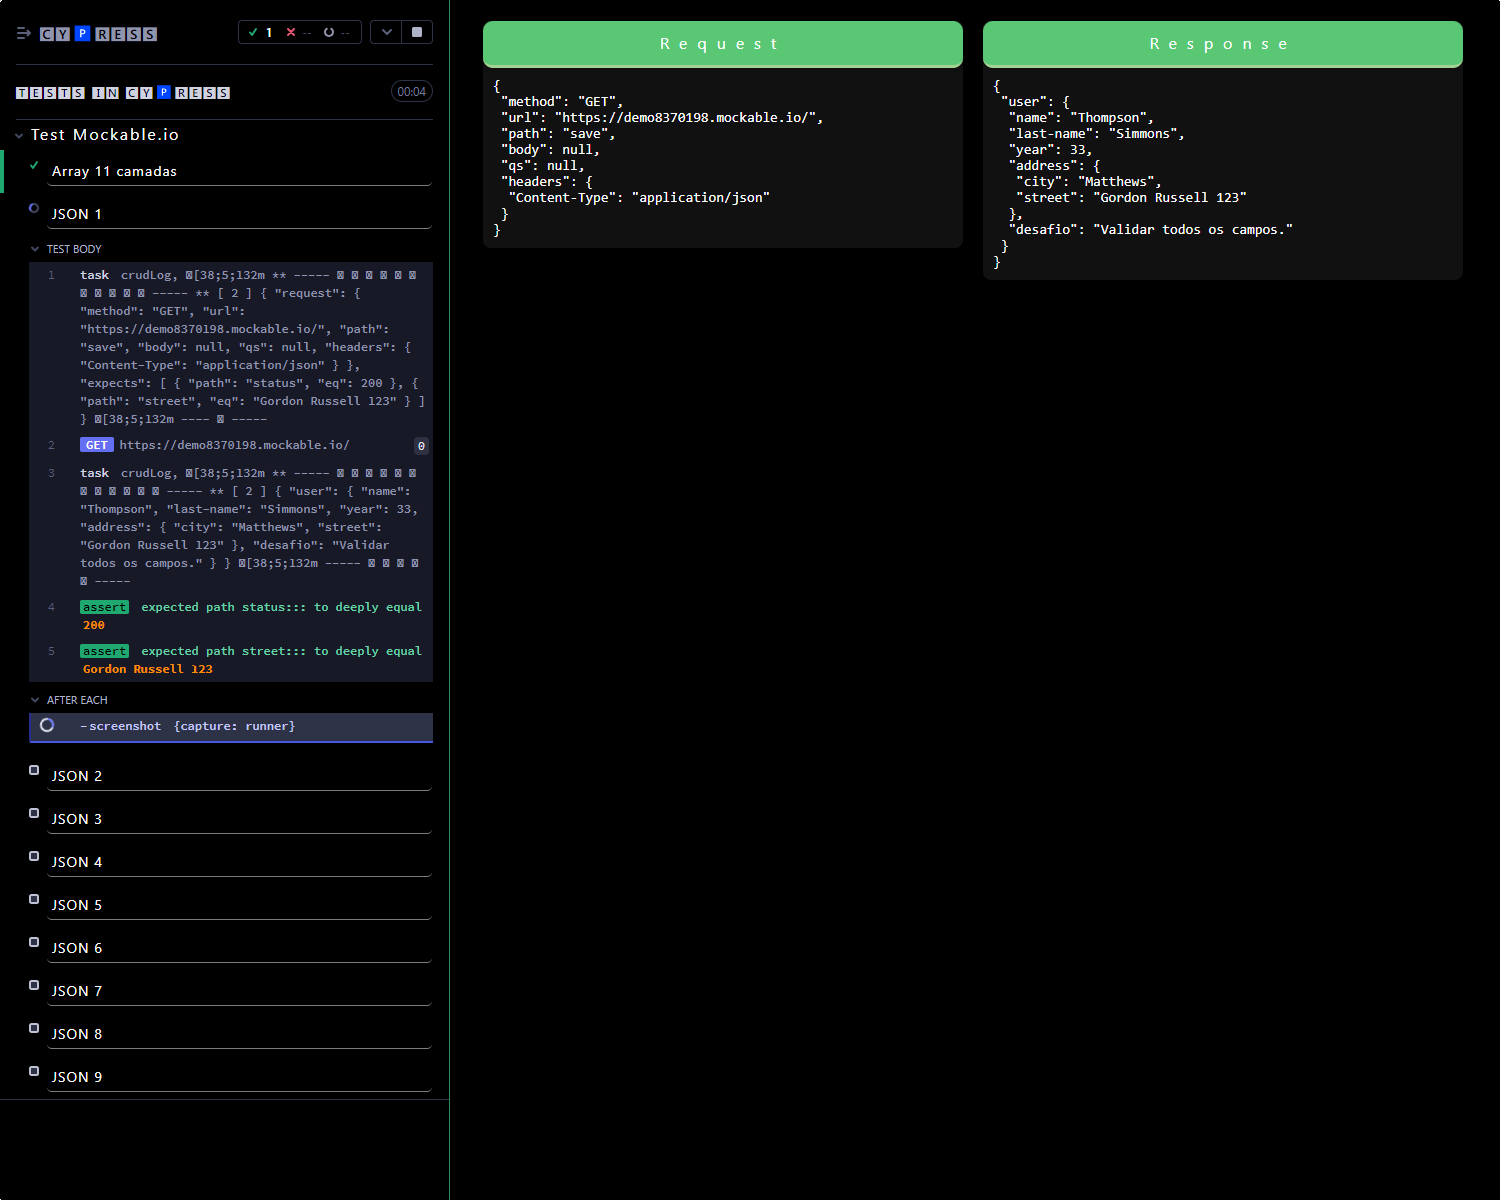 CYPRESS
1 -- --
TESTS IN CYPRESS
00:04
Test Mockable.io
Array 11 camadas
JSON 1
TEST BODY
1 task crudLog, [38;5;132m ** -----
----- ** [ 2 ] { "request": {
"method": "GET", "url":
"https://demo8370198.mockable.io/", "path":
"save", "body": null, "qs": null, "headers": {
"Content-Type": "application/json" } },
"expects": [ { "path": "status", "eq": 200 }, {
"path": "street", "eq": "Gordon Russell 123" } ]
} [38;5;132m ---- -----
2 GET https://demo8370198.mockable.io/ 0
3 task crudLog, [38;5;132m ** -----
----- ** [ 2 ] { "user": { "name":
"Thompson", "last-name": "Simmons", "year": 33,
"address": { "city": "Matthews", "street":
"Gordon Russell 123" }, "desafio": "Validar
todos os campos." } } [38;5;132m -----
-----
4 assert expected path status::: to deeply equal
200
5 assert expected path street::: to deeply equal
Gordon Russell 123
AFTER EACH
-screenshot {capture: runner}
JSON 2
JSON 3
JSON 4
JSON 5
JSON 6
JSON 7
JSON 8
JSON 9
Request
{
"method": "GET",
"url": "https://demo8370198.mockable.io/",
"path": "save",
"body": null,
"qs": null,
"headers": {
"Content-Type": "application/json"
}
}
Response
{
"user": {
"name": "Thompson",
"last-name": "Simmons",
"year": 33,
"address": {
"city": "Matthews",
"street": "Gordon Russell 123"
},
"desafio": "Validar todos os campos."
}
}